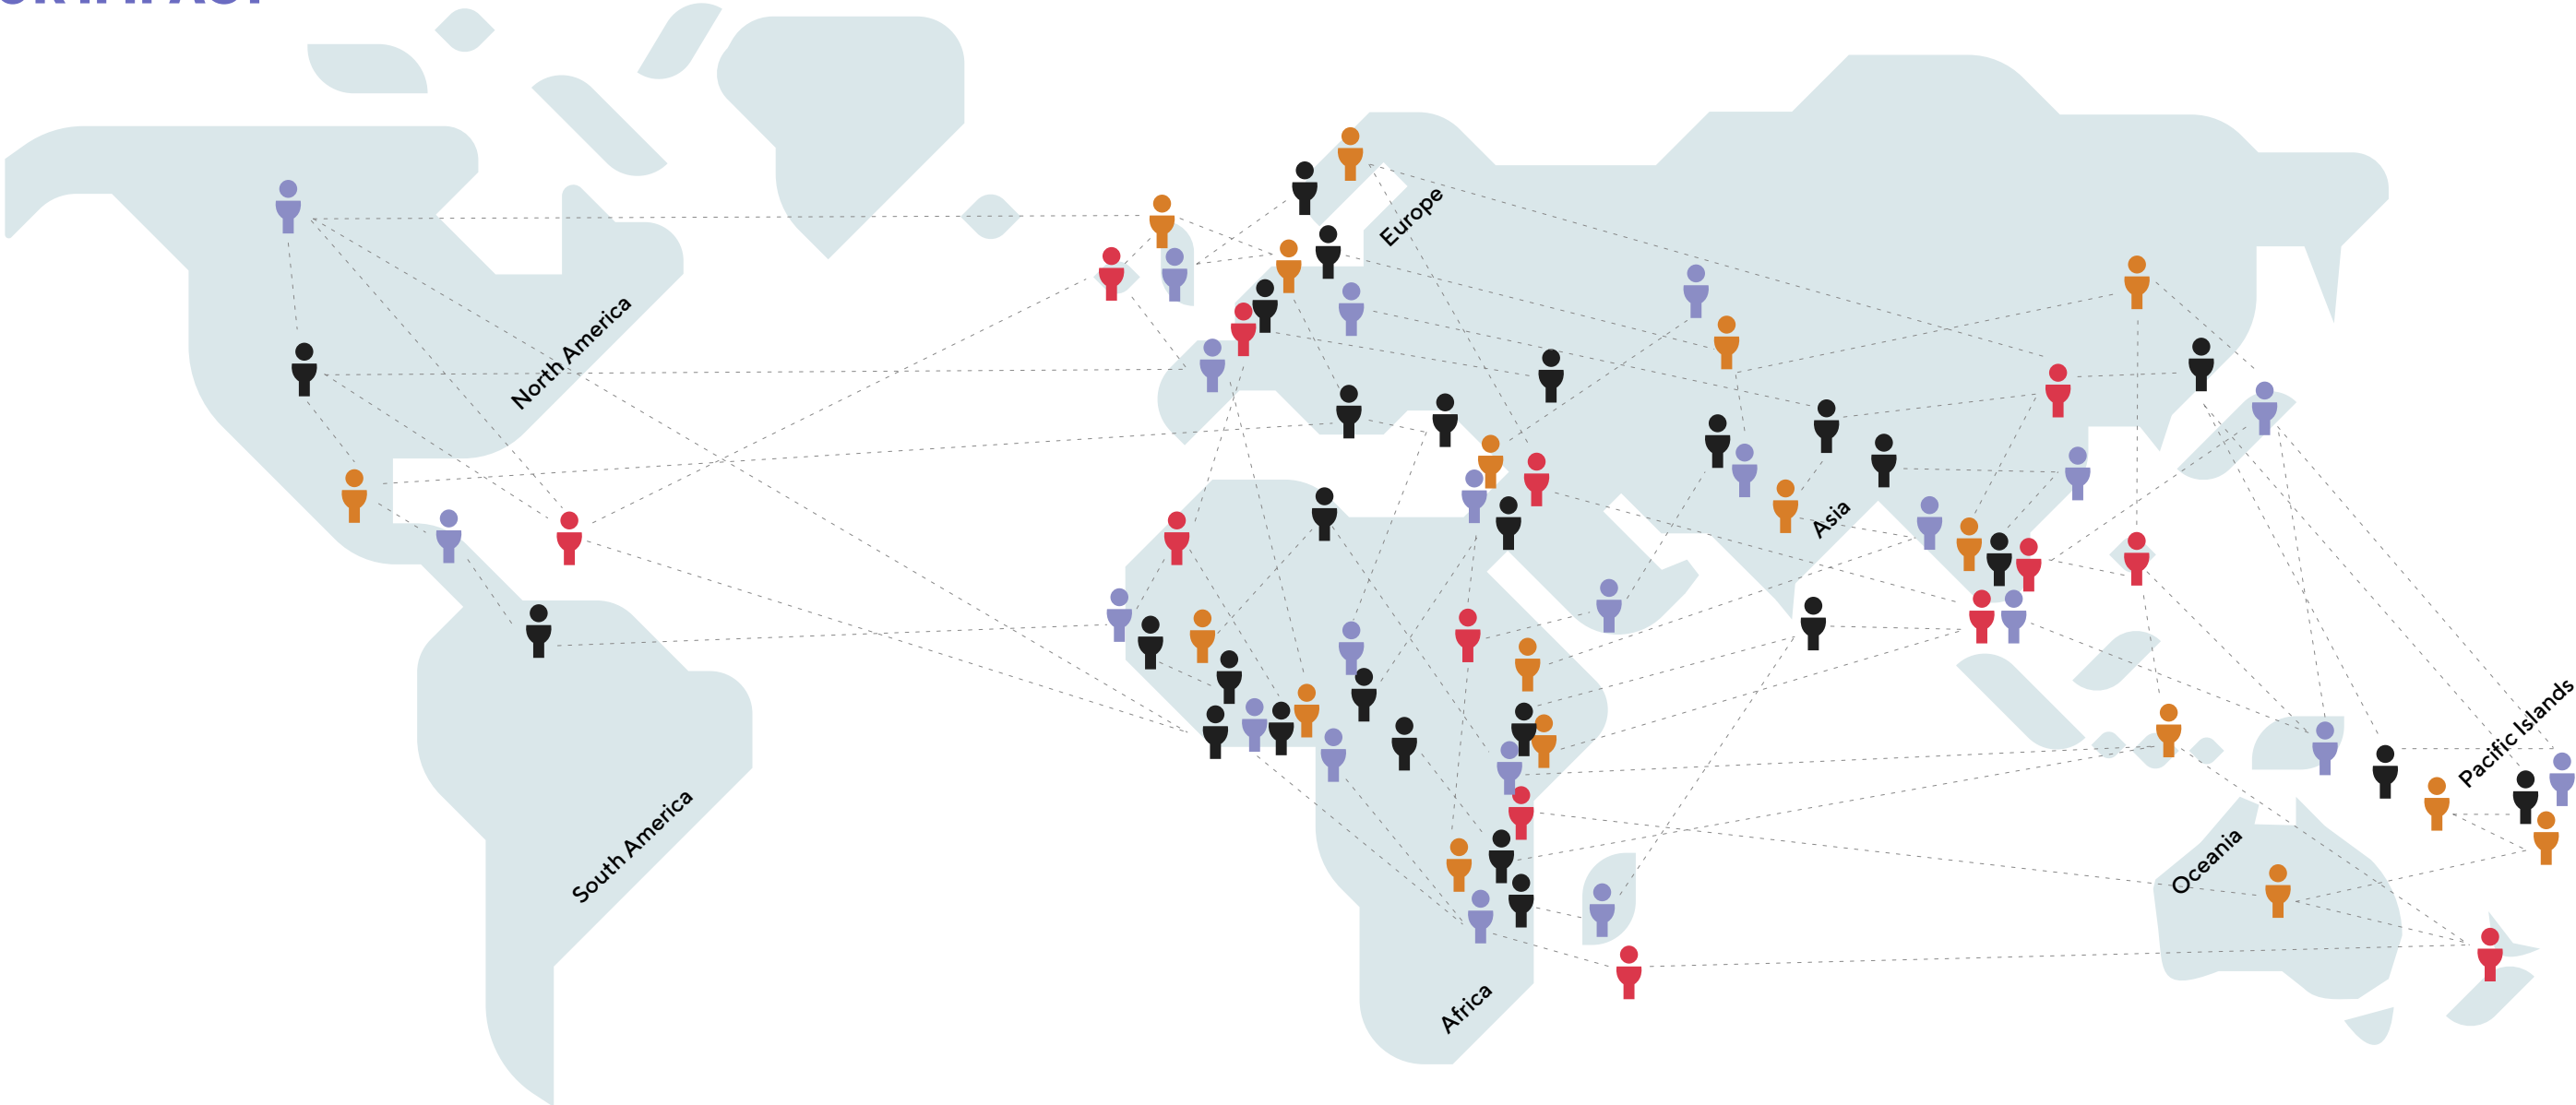 Europe
North America
Asia
Pacific Islands
South America
Oceania
Africa